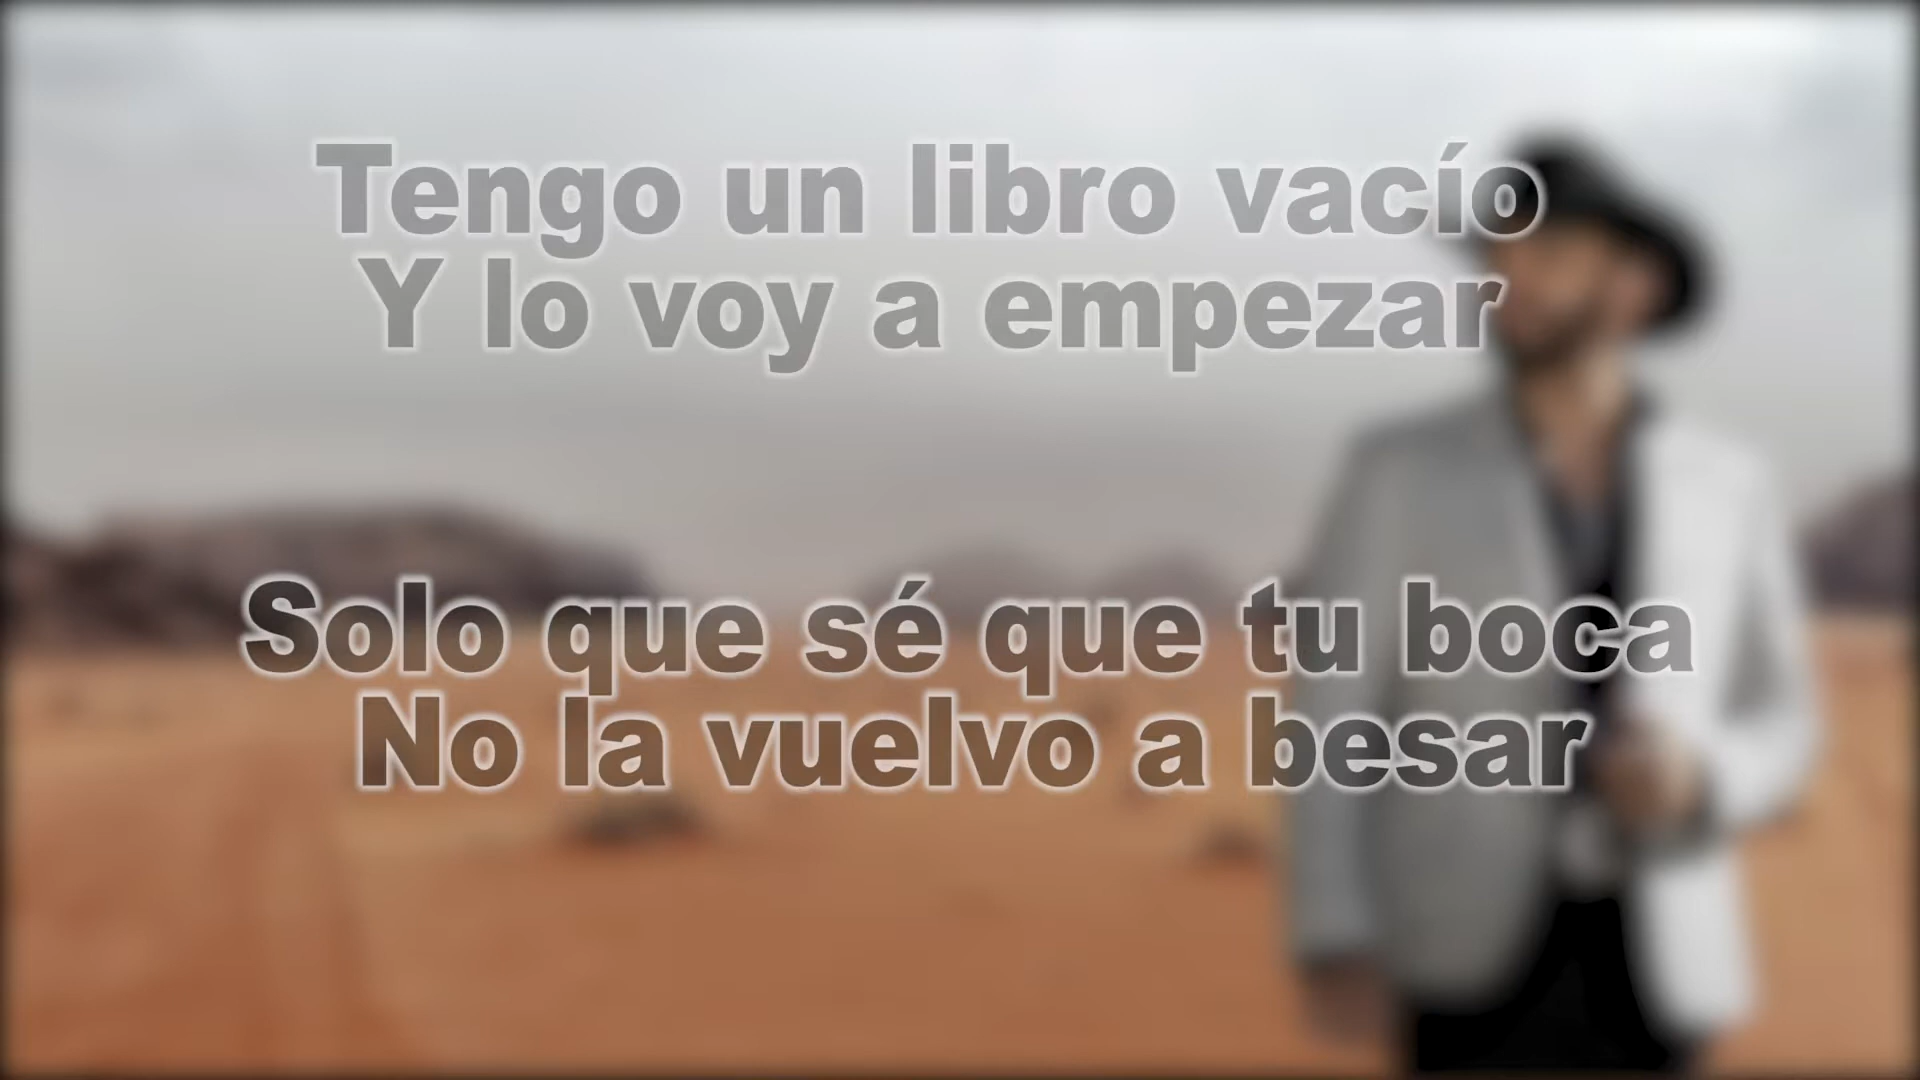 Tengo un libro vacío
Y lo voy a empezar
Solo que sé que tu boca
No la vuelvo a besar